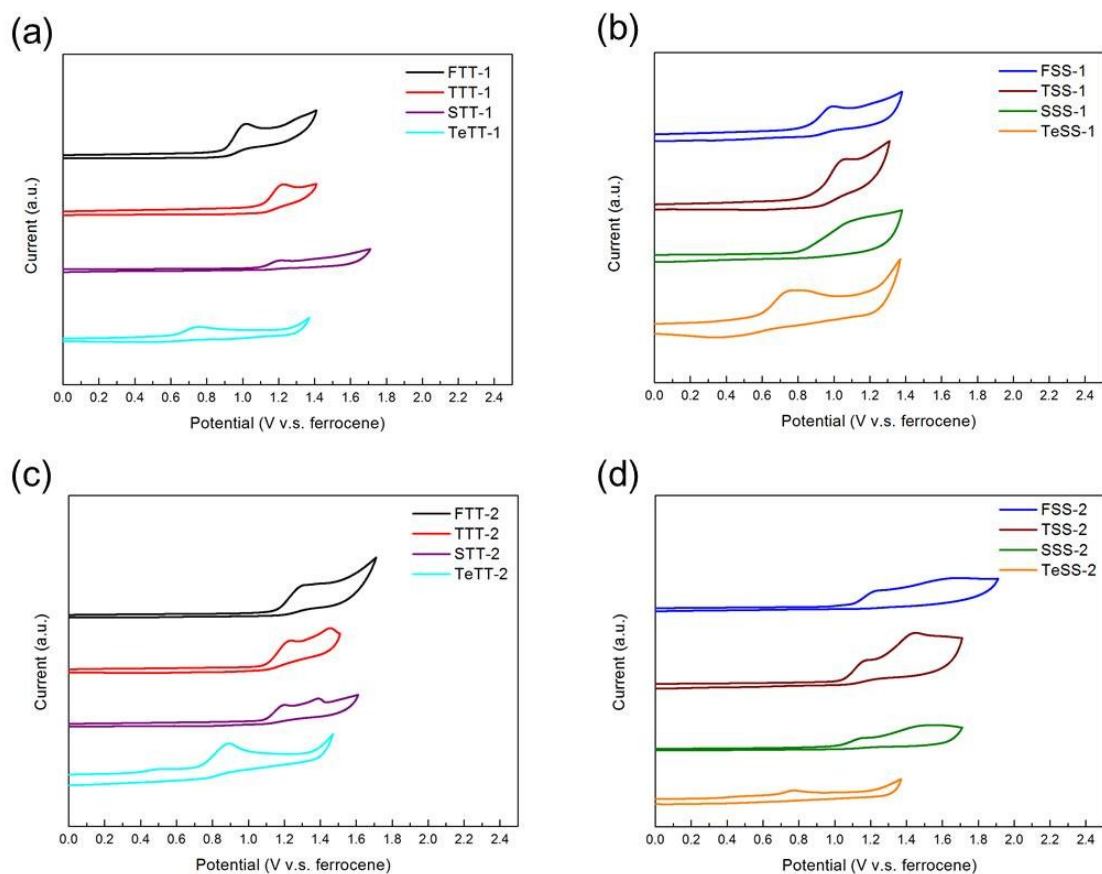 (a)
FTT-1
TTT-1
STT-1
TeTT-1
Current (a.u.)
0.0 0.2 0.4 0.6 0.8 1.0 1.2 1.4 1.6 1.8 2.0 2.2 2.4
Potential (V v.s. ferrocene)
(b)
FSS-1
TSS-1
SSS-1
TeSS-1
Current (a.u.)
0.0 0.2 0.4 0.6 0.8 1.0 1.2 1.4 1.6 1.8 2.0 2.2 2.4
Potential (V v.s. ferrocene)
(c)
FTT-2
TTT-2
STT-2
TeTT-2
Current (a.u.)
0.0 0.2 0.4 0.6 0.8 1.0 1.2 1.4 1.6 1.8 2.0 2.2 2.4
Potential (V v.s. ferrocene)
(d)
FSS-2
TSS-2
SSS-2
TeSS-2
Current (a.u.)
0.0 0.2 0.4 0.6 0.8 1.0 1.2 1.4 1.6 1.8 2.0 2.2 2.4
Potential (V v.s. ferrocene)